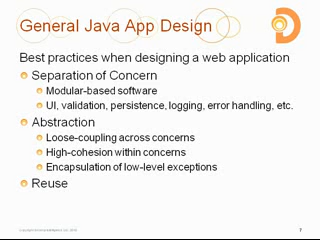 General Java App Design
Best practices when designing a web application
Separation of Concern
Modular-based software
UI, validation, persistence, logging, error handling, etc.
Abstraction
Loose-coupling across concerns
High-cohesion within concerns
Encapsulation of low-level exceptions
Reuse
7